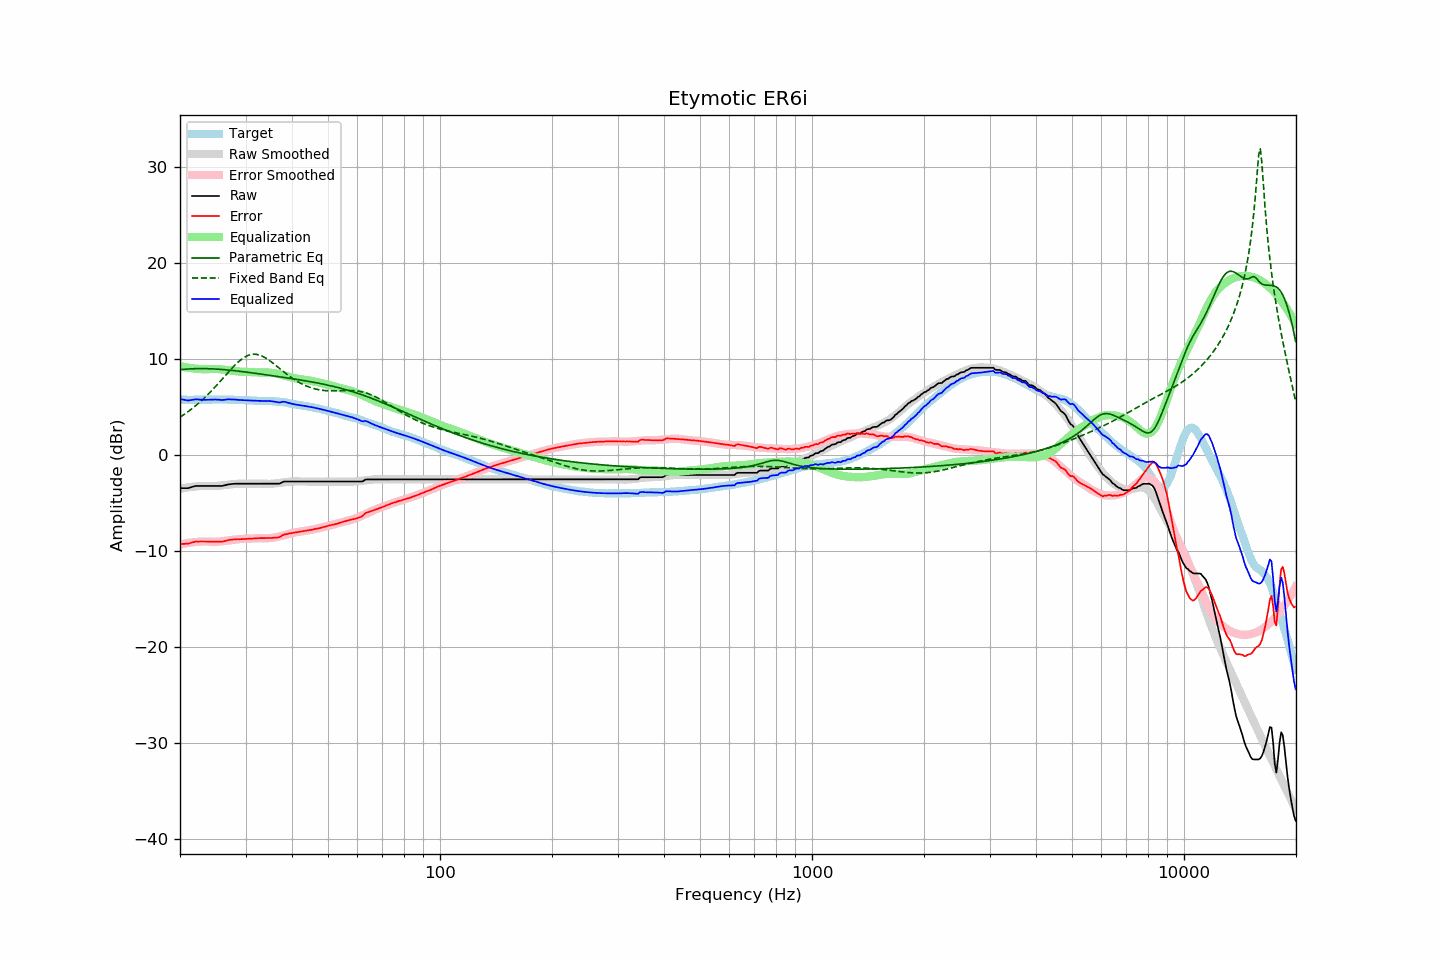 Etymotic ER6i
Target
Raw Smoothed
Error Smoothed
Raw
Error
Equalization
Parametric Eq
Fixed Band Eq
Equalized
30
20
10
0
−10
−20
−30
−40
Amplitude (dBr)
100
1000
10000
Frequency (Hz)